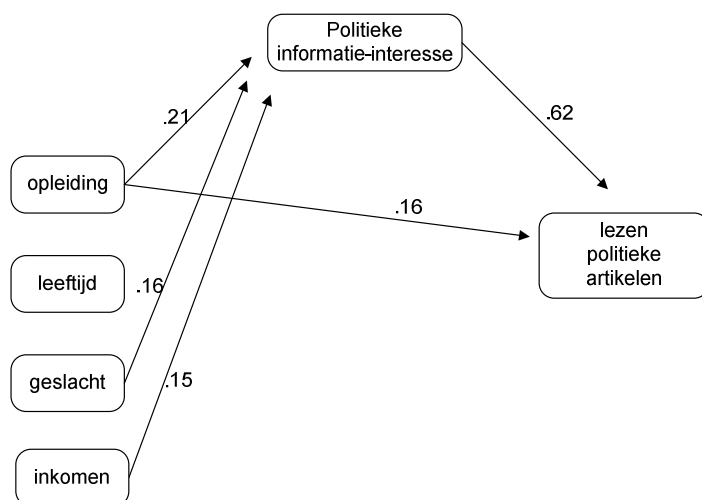 Politieke
informatie-interesse
.21
.62
opleiding
.16
lezen
politieke
artikelen
leeftijd
.16
geslacht
.15
inkomen